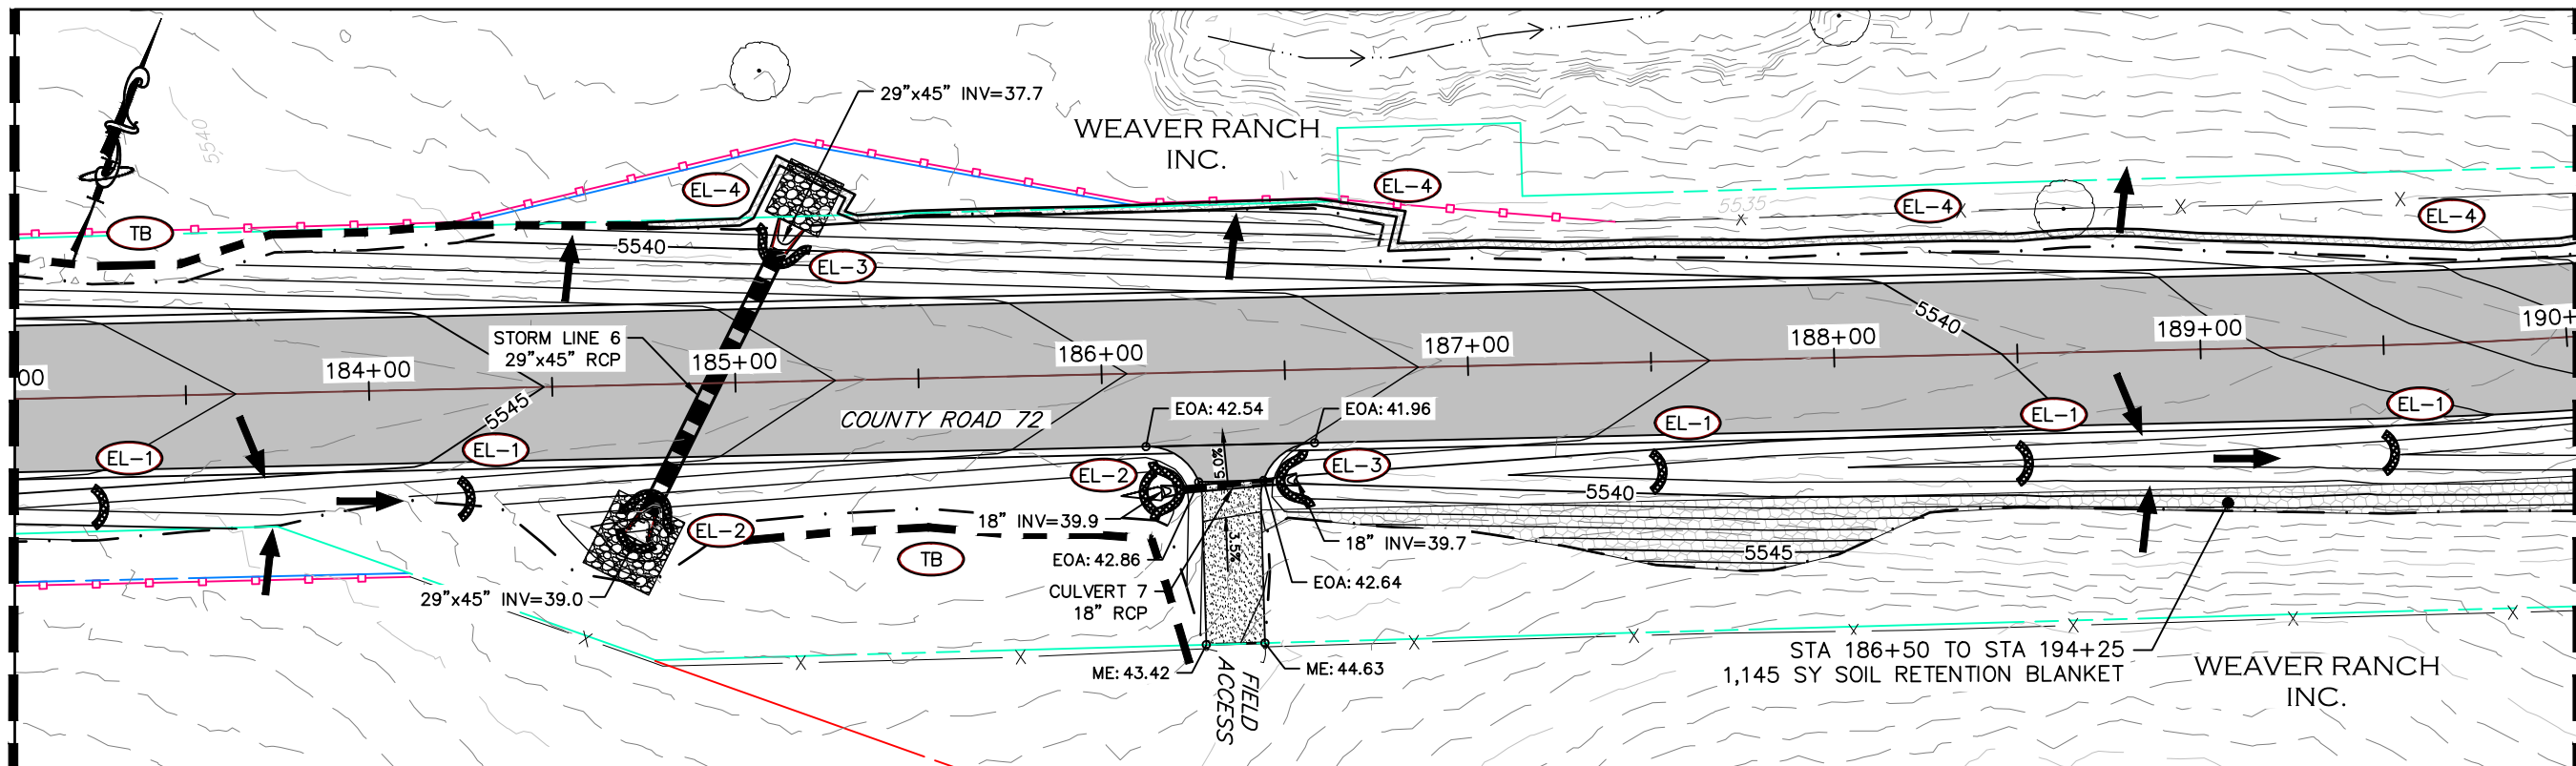 29"x45" INV=37.7
WEAVER RANCH
INC.
5540
EL-4
EL-4
EL-4
EL-4
5535
TB
5540
EL-3
STORM LINE 6
29"x45" RCP
00
184+00
185+00
186+00
187+00
188+00
189+00
190+
5540
5545
COUNTY ROAD 72
EOA: 42.54
EOA: 41.96
EL-1
EL-1
EL-1
EL-1
EL-1
EL-2
5.0%
EL-3
5540
EL-2
18" INV=39.9
TB
3.5%
18" INV=39.7
5545
EOA: 42.86
EOA: 42.64
29"x45" INV=39.0
CULVERT 7
18" RCP
ME: 43.42
ME: 44.63
FIELD
ACCESS
STA 186+50 TO STA 194+25
1,145 SY SOIL RETENTION BLANKET
WEAVER RANCH
INC.